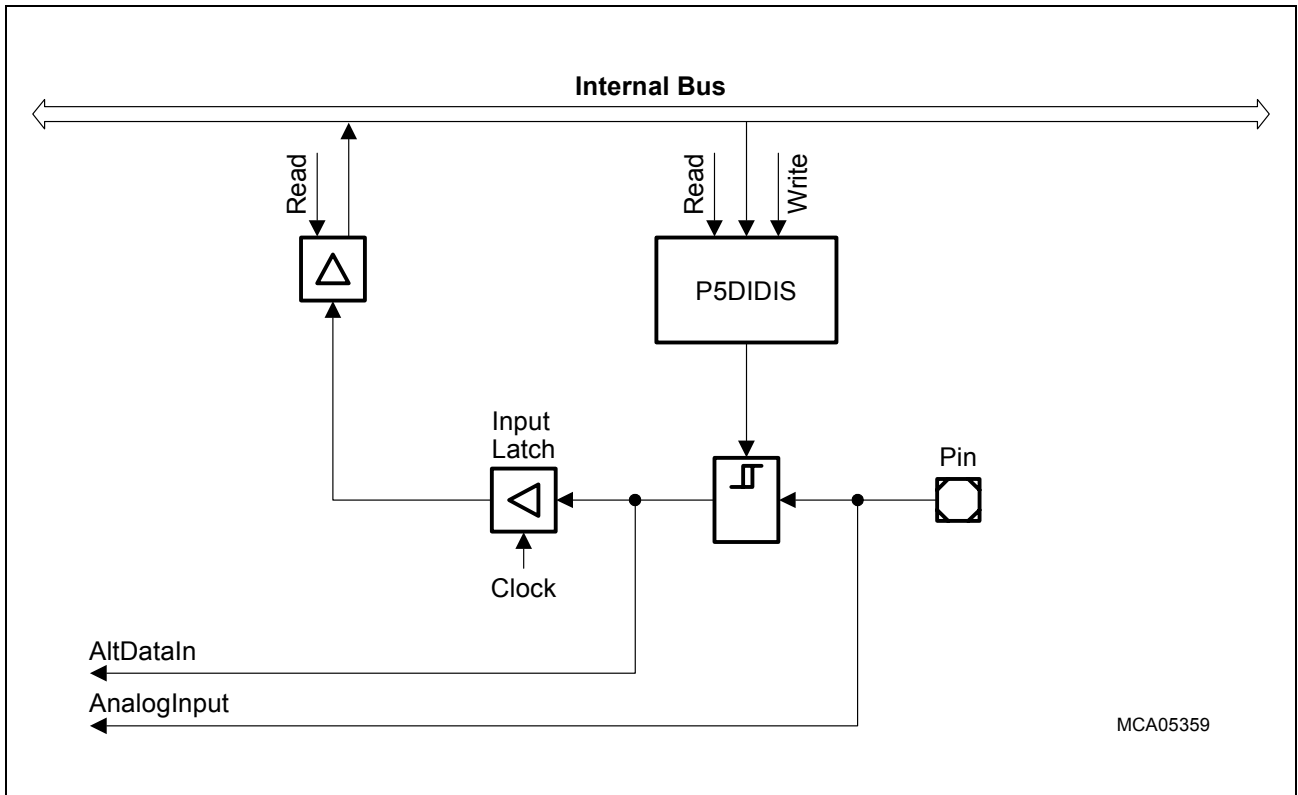 Internal Bus
Read
Read
Write
P5DIDIS
Input
Latch
Pin
Clock
AltDataIn
AnalogInput
MCA05359